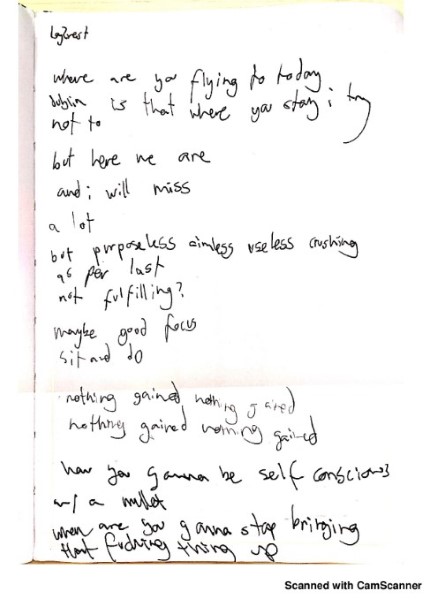 where are you flying to today
dublin is that where you stay i try
not to
but here we are
and i will miss
a lot
but purposeless aimless useless crushing
as per last
not fulfilling?
maybe good focus
sit and do
nothing gained nothing gained
nothing gained nothing gained
how you ganna be self conscious
w/ a mullet
when are you ganna stop bringing
that fucking thing up
Scanned with CamScanner